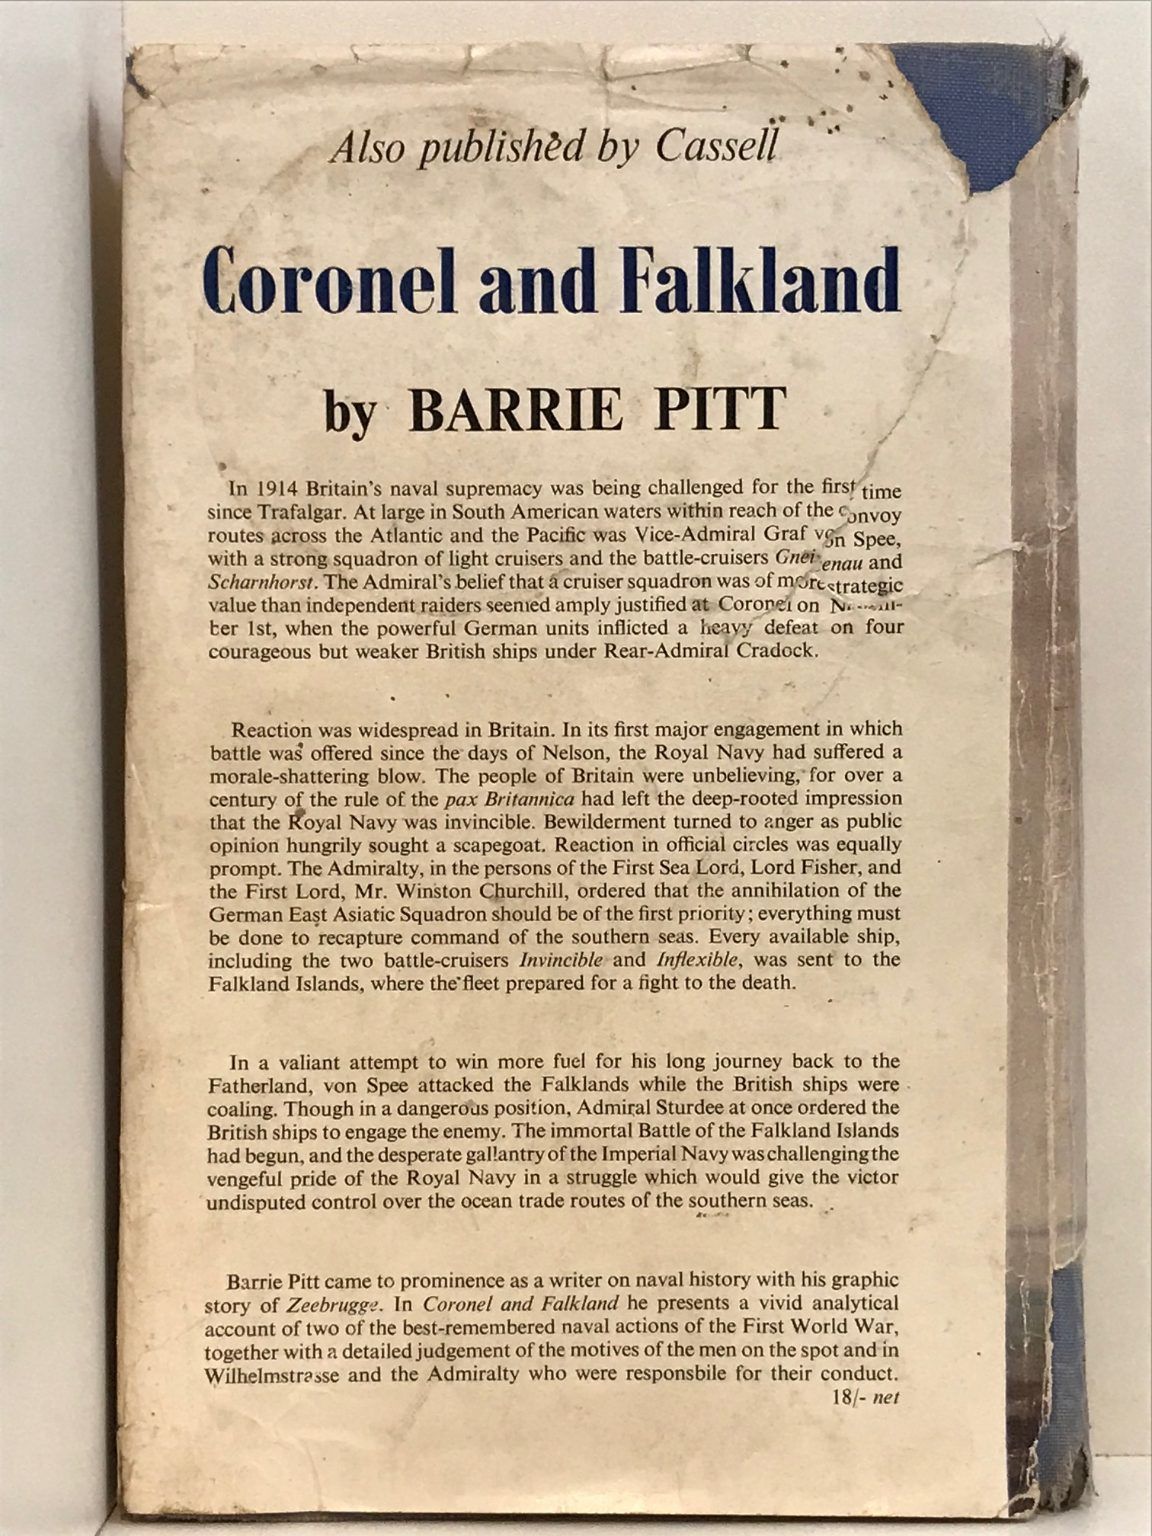 Also published by Cassell
Coronel and Falkland
by BARRIE PITT
In 1914 Britain's naval supremacy was being challenged for the first time
since Trafalgar. At large in South American waters within reach of the convoy
routes across the Atlantic and the Pacific was Vice-Admiral Graf von Spee,
with a strong squadron of light cruisers and the battle-cruisers Gneisenau and
Scharnhorst. The Admiral's belief that a cruiser squadron was of more strategic
value than independent raiders seemed amply justified at Coronel on Novem-
ber 1st, when the powerful German units inflicted a heavy defeat on four
courageous but weaker British ships under Rear-Admiral Cradock.
Reaction was widespread in Britain. In its first major engagement in which
battle was offered since the days of Nelson, the Royal Navy had suffered a
morale-shattering blow. The people of Britain were unbelieving, for over a
century of the rule of the pax Britannica had left the deep-rooted impression
that the Royal Navy was invincible. Bewilderment turned to anger as public
opinion hungrily sought a scapegoat. Reaction in official circles was equally
prompt. The Admiralty, in the persons of the First Sea Lord, Lord Fisher, and
the First Lord, Mr. Winston Churchill, ordered that the annihilation of the
German East Asiatic Squadron should be of the first priority; everything must
be done to recapture command of the southern seas. Every available ship,
including the two battle-cruisers Invincible and Inflexible, was sent to the
Falkland Islands, where the fleet prepared for a fight to the death.
In a valiant attempt to win more fuel for his long journey back to the
Fatherland, von Spee attacked the Falklands while the British ships were
coaling. Though in a dangerous position, Admiral Sturdee at once ordered the
British ships to engage the enemy. The immortal Battle of the Falkland Islands
had begun, and the desperate gallantry of the Imperial Navy was challenging the
vengeful pride of the Royal Navy in a struggle which would give the victor
undisputed control over the ocean trade routes of the southern seas.
Barrie Pitt came to prominence as a writer on naval history with his graphic
story of Zeebrugge. In Coronel and Falkland he presents a vivid analytical
account of two of the best-remembered naval actions of the First World War,
together with a detailed judgement of the motives of the men on the spot and in
Wilhelmstrasse and the Admiralty who were responsbile for their conduct.
18/- net